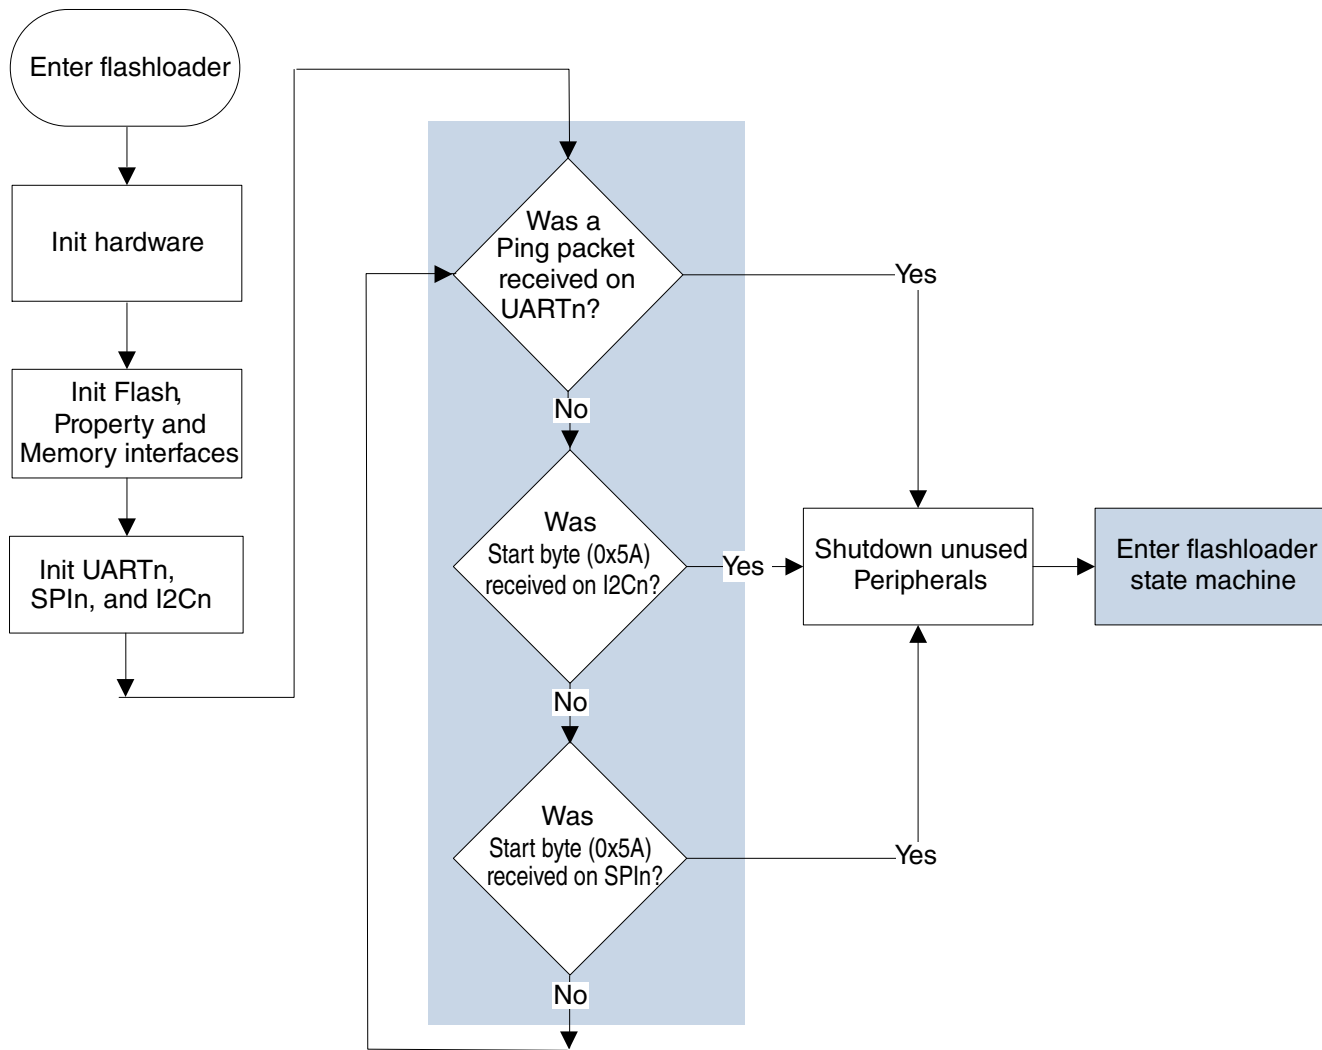 Enter flashloader
Init hardware
Init Flash,
Property and
Memory interfaces
Init UARTn,
SPIn, and I2Cn
Was a
Ping packet
received on
UARTn?
Yes
No
Was
Start byte (0x5A)
received on I2Cn?
Yes
No
Was
Start byte (0x5A)
received on SPIn?
Yes
No
Shutdown unused
Peripherals
Enter flashloader
state machine